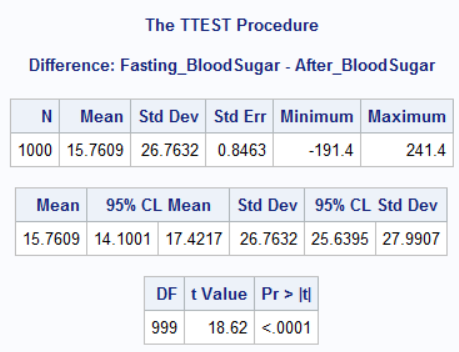 The TTEST Procedure
Difference: Fasting_BloodSugar - After_BloodSugar
N Mean Std Dev Std Err Minimum Maximum
1000 15.7609 26.7632 0.8463 -191.4 241.4
Mean 95% CL Mean Std Dev 95% CL Std Dev
15.7609 14.1001 17.4217 26.7632 25.6395 27.9907
DF t Value Pr > |t|
999 18.62 <.0001